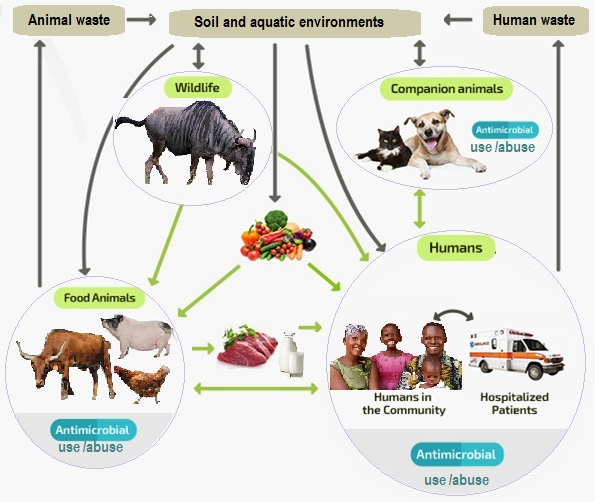 Animal waste
Soil and aquatic environments
Human waste
Wildlife
Companion animals
Antimicrobial
use /abuse
Humans
Food Animals
Humans in
the Community
Hospitalized
Patients
Antimicrobial
use/abuse
Antimicrobial
use /abuse